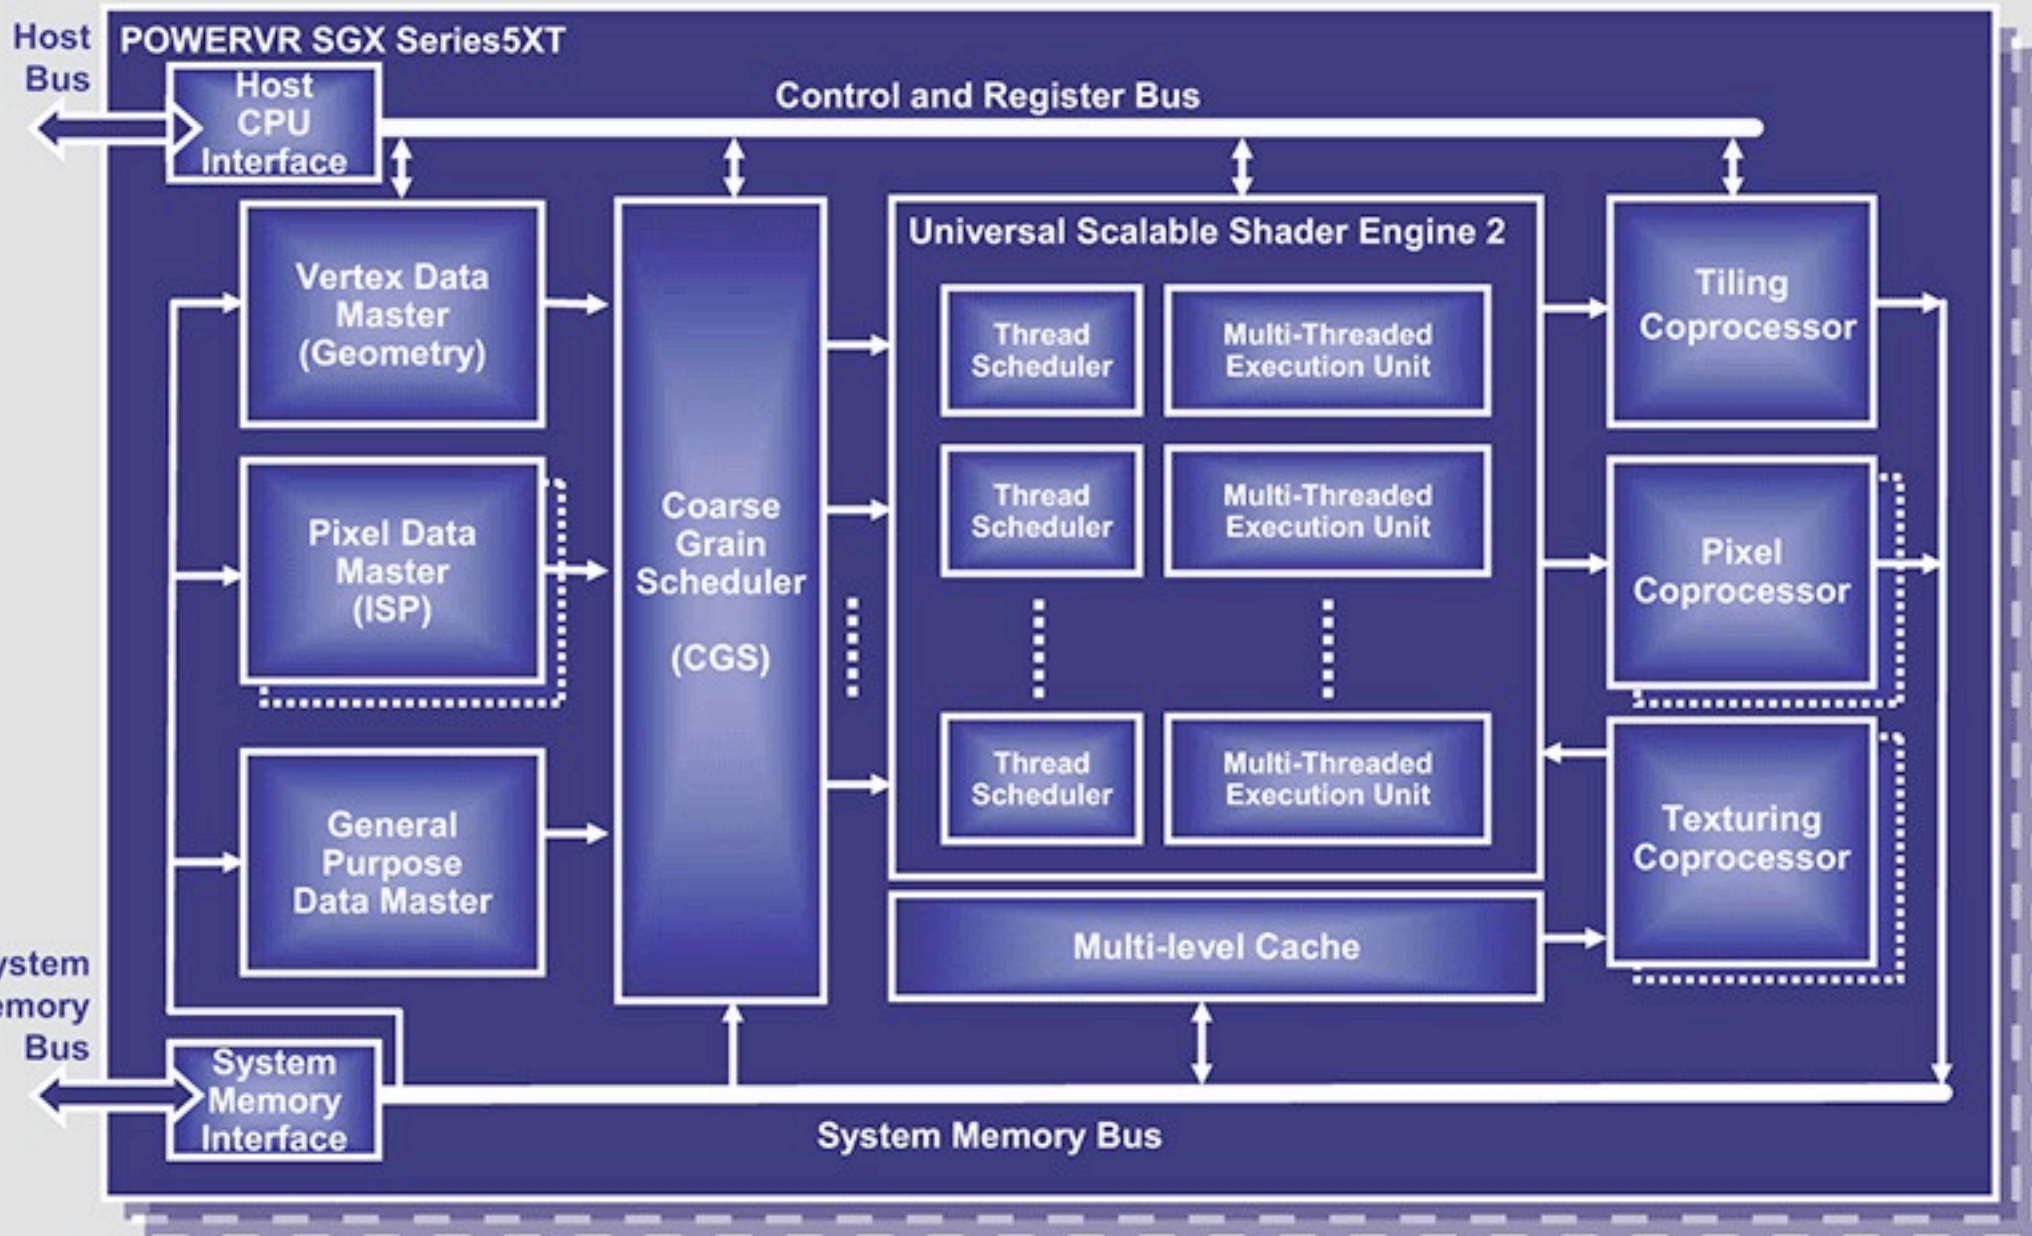 Host
Bus
POWERVR SGX Series5XT
Host
CPU
Interface
Control and Register Bus
Vertex Data
Master
(Geometry)
Pixel Data
Master
(ISP)
General
Purpose
Data Master
Coarse
Grain
Scheduler
(CGS)
Universal Scalable Shader Engine 2
Thread
Scheduler
Multi-Threaded
Execution Unit
Thread
Scheduler
Multi-Threaded
Execution Unit
Thread
Scheduler
Multi-Threaded
Execution Unit
Multi-level Cache
Tiling
Coprocessor
Pixel
Coprocessor
Texturing
Coprocessor
ystem
emory
Bus
System
Memory
Interface
System Memory Bus